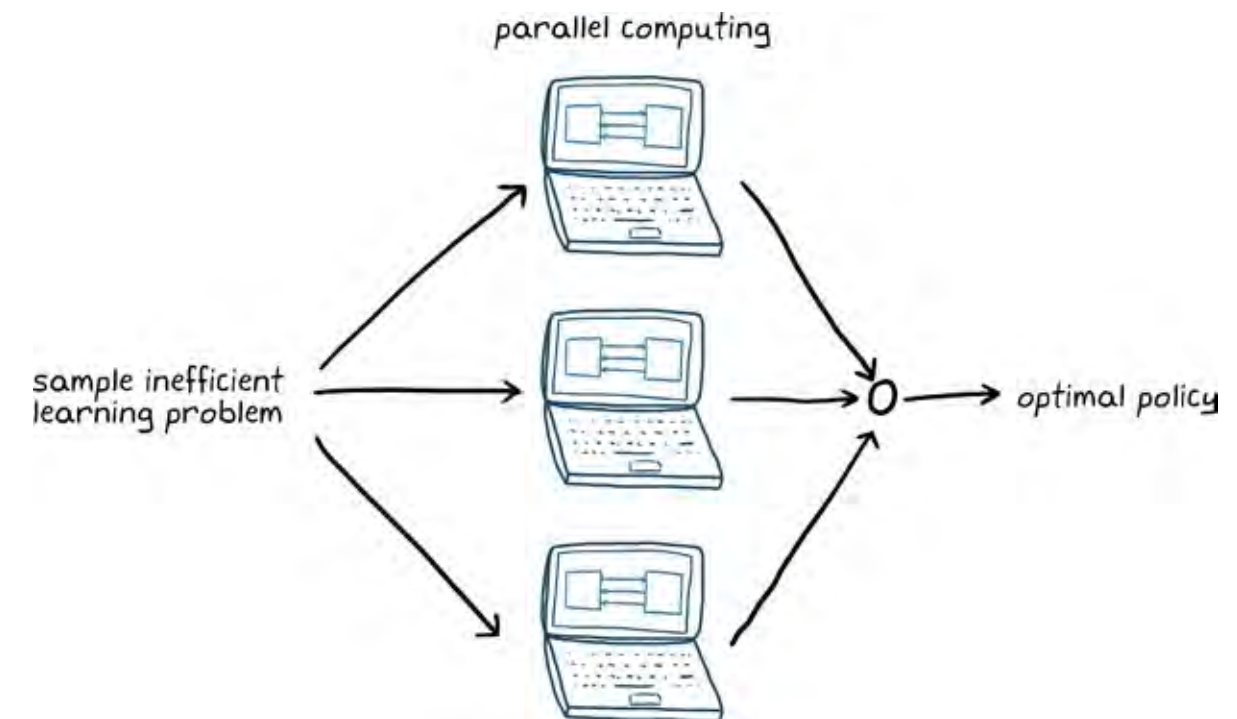 parallel computing
sample inefficient
learning problem
optimal policy